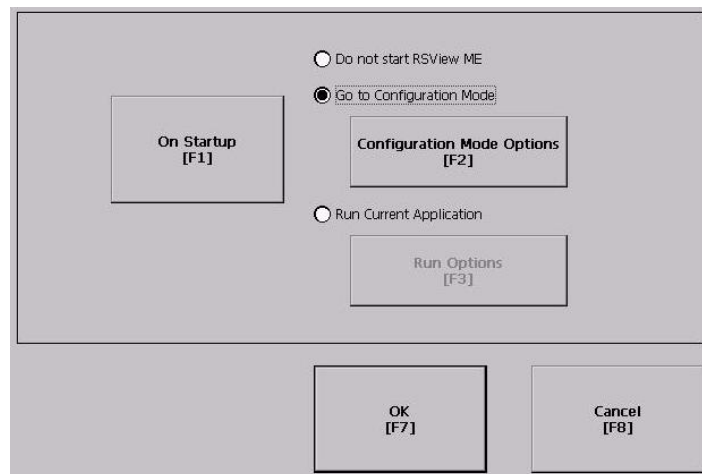 Do not start RSView ME
Go to Configuration Mode
On Startup
[F1]
Configuration Mode Options
[F2]
Run Current Application
Run Options
[F3]
OK
[F7]
Cancel
[F8]